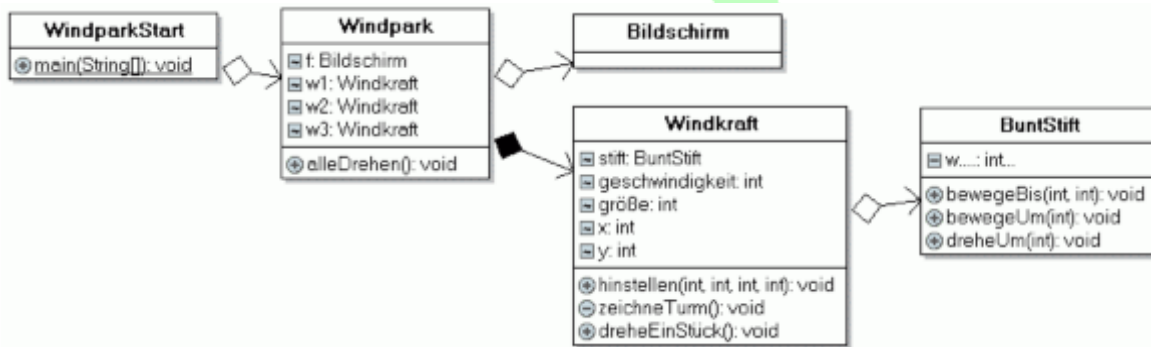 WindparkStart
main(String[]): void
Windpark
f: Bildschirm
w1: Windkraft
w2: Windkraft
w3: Windkraft
alleDrehen(): void
Bildschirm
Windkraft
stift: BuntStift
geschwindigkeit: int
größe: int
x: int
y: int
hinstellen(int, int, int, int): void
zeichneTurm(): void
dreheEinStück(): void
BuntStift
w....: int...
bewegeBis(int, int): void
bewegeUm(int): void
dreheUm(int): void